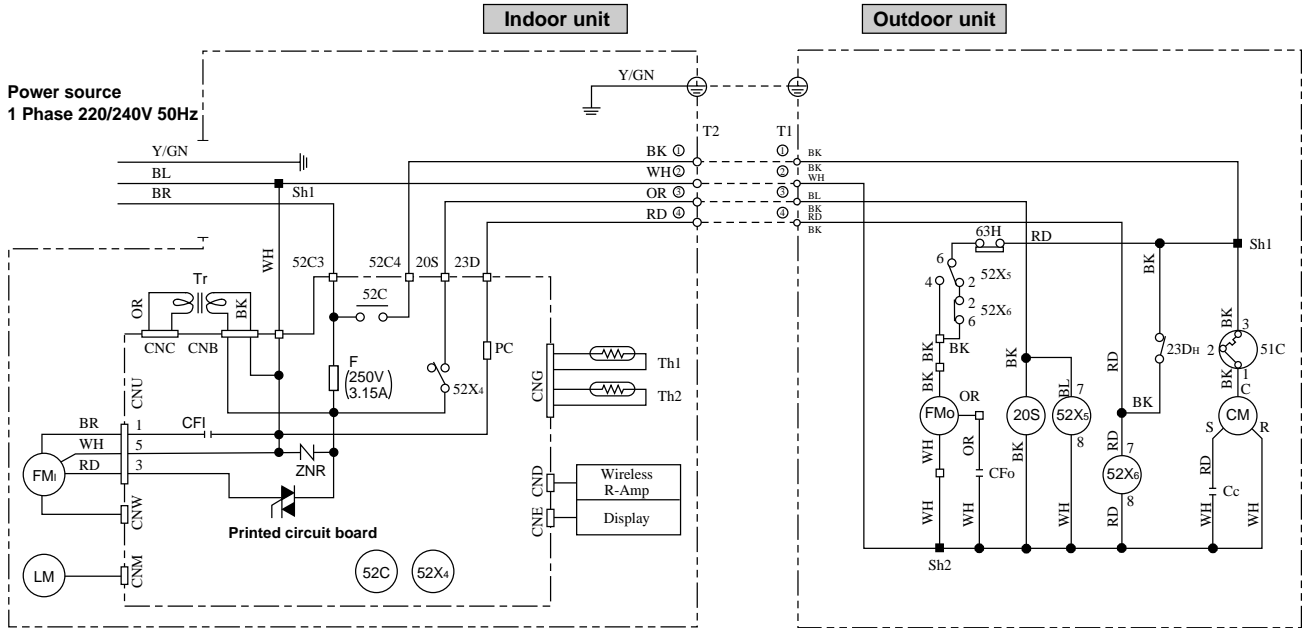 Indoor unit
Outdoor unit
Power source
1 Phase 220/240V 50Hz
Y/GN
T2
T1
Y/GN
BL
BR
Sh1
BK ①
WH ②
OR ③
RD ④
① BK
BK
② WH
③ BL
BK
④ RD
BK
WH
52C3
52C4
20S
23D
Tr
OR
BK
CNC
CNB
52C
F
(250V
3.15A)
52X4
PC
CNG
Th1
Th2
CNU
BR
1
CFI
WH
5
RD
3
ZNR
FMI
CNW
Printed circuit board
CND
Wireless
R-Amp
CNE
Display
LM
CNM
52C
52X4
63H
RD
Sh1
6
4
2
52X5
2
6
52X6
BK
BK
BK
FMo
OR
OR
CFo
WH
WH
WH
Sh2
BK
20S
BK
BL
7
52X5
8
WH
RD
RD
7
52X6
8
RD
BK
23DH
BK
BK
3
2
51C
1
BK
C
CM
S
R
RD
Cc
WH
WH